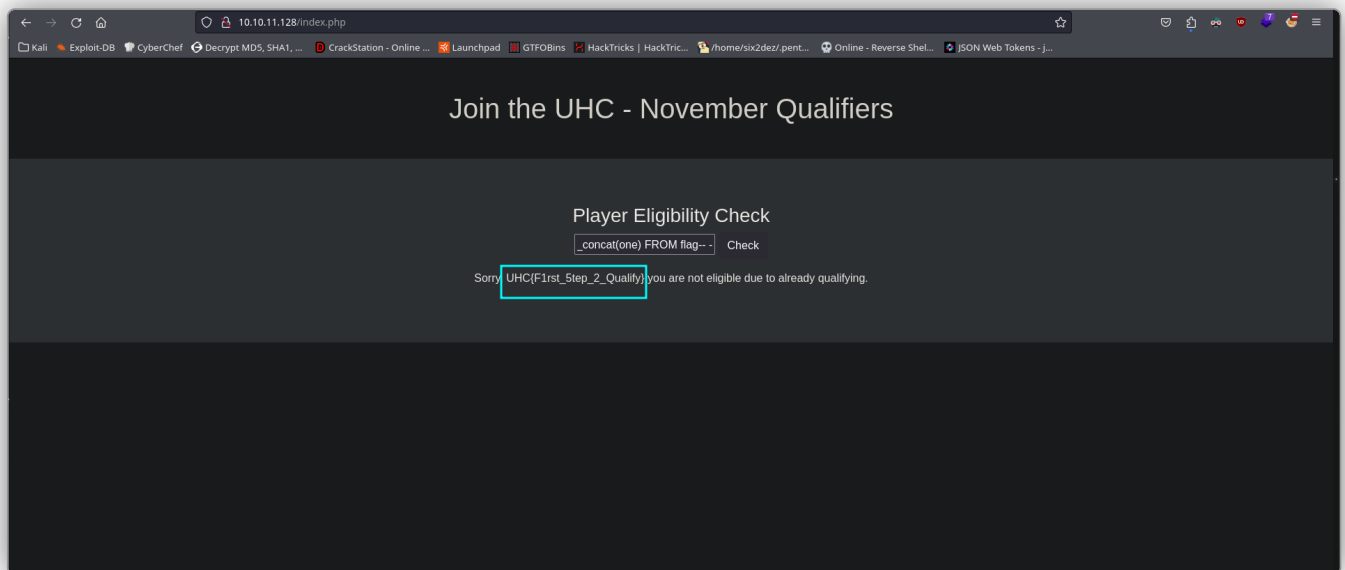 10.10.11.128/index.php
7
Kali Exploit-DB CyberChef Decrypt MD5, SHA1, ... CrackStation - Online ... Launchpad GTFOBins HackTricks | HackTric... /home/six2dez/.pent... Online - Reverse Shel... JSON Web Tokens - j...
Join the UHC - November Qualifiers
Player Eligibility Check
_concat(one) FROM flag-- - Check
Sorry, UHC{F1rst_5tep_2_Qualify} you are not eligible due to already qualifying.